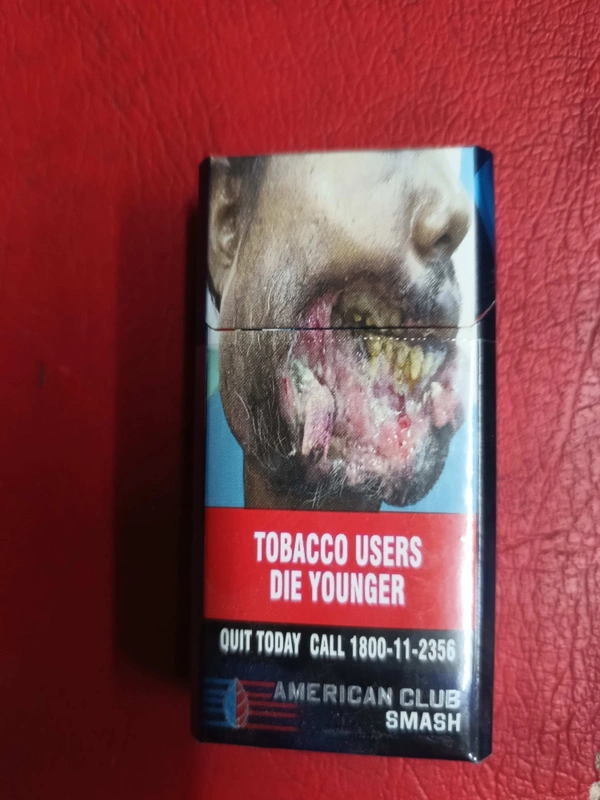 TOBACCO USERS
DIE YOUNGER
QUIT TODAY CALL 1800-11-2356
AMERICAN CLUB
SMASH